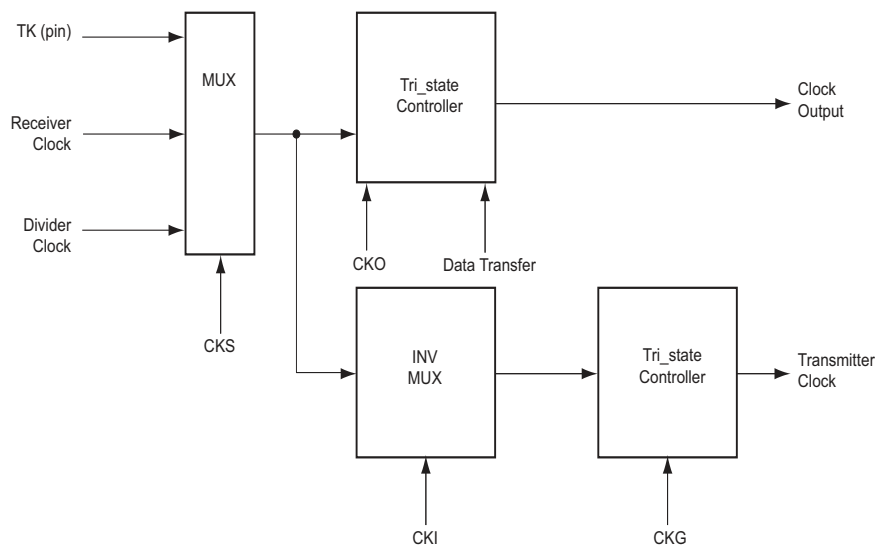 TK (pin)
MUX
Tri_state
Controller
Clock
Output
Receiver
Clock
Divider
Clock
CKO
Data Transfer
CKS
INV
MUX
Tri_state
Controller
Transmitter
Clock
CKI
CKG